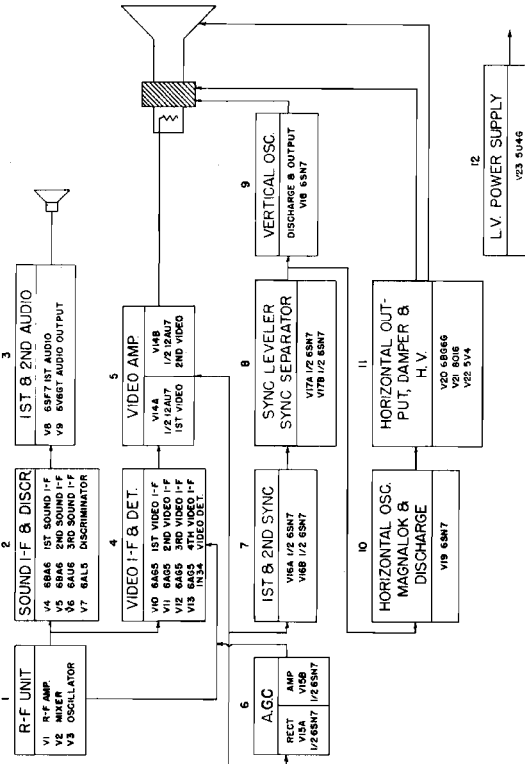 1
R-F UNIT
V1 R-F AMP.
V2 MIXER
V3 OSCILLATOR
2
SOUND I-F & DISCR.
V4 6BA6 1ST SOUND I-F
V5 6BA6 2ND SOUND I-F
V6 6AU6 3RD SOUND I-F
V7 6AL5 DISCRIMINATOR
3
1ST & 2ND AUDIO
V8 6SF7 1ST AUDIO
V9 6V6GT AUDIO OUTPUT
4
VIDEO I-F & DET.
V10 6AG5 1ST VIDEO I-F
V11 6AG5 2ND VIDEO I-F
V12 6AG5 3RD VIDEO I-F
V13 6AG5 4TH VIDEO I-F
1N34 VIDEO DET.
5
VIDEO AMP.
V14A
1/2 12AU7
1ST VIDEO
V14B
1/2 12AU7
2ND VIDEO
6
A.G.C.
RECT
V15A
1/2 6SN7
AMP
V15B
1/2 6SN7
7
1ST & 2ND SYNC
V16A 1/2 6SN7
V16B 1/2 6SN7
8
SYNC LEVELER
SYNC SEPARATOR
V17A 1/2 6SN7
V17B 1/2 6SN7
9
VERTICAL OSC.
DISCHARGE & OUTPUT
V18 6SN7
10
HORIZONTAL OSC.
MAGNALOK &
DISCHARGE
V19 6SN7
11
HORIZONTAL OUT-
PUT, DAMPER &
H.V.
V20 6BG6G
V21 8016
V22 5V4
12
L.V. POWER SUPPLY
V23 5U4G